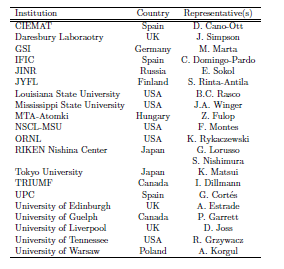 Institution Country Representative(s)
CIEMAT Spain D. Cano-Ott
Daresbury Laboraotry UK J. Simpson
GSI Germany M. Marta
IFIC Spain C. Domingo-Pardo
JINR Russia E. Sokol
JYFL Finland S. Rinta-Antila
Louisiana State University USA B.C. Rasco
Mississippi State University USA J.A. Winger
MTA-Atomki Hungary Z. Fulop
NSCL-MSU USA F. Montes
ORNL USA K. Rykaczewski
RIKEN Nishina Center Japan G. Lorusso
S. Nishimura
Tokyo University Japan K. Matsui
TRIUMF Canada I. Dillmann
UPC Spain G. Cortés
University of Edinburgh UK A. Estrade
University of Guelph Canada P. Garrett
University of Liverpool UK D. Joss
University of Tennessee USA R. Grzywacz
University of Warsaw Poland A. Korgul